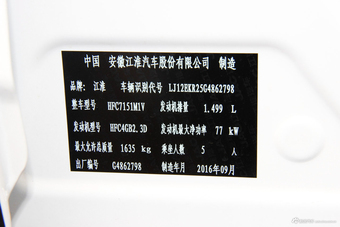 中国 安徽江淮汽车股份有限公司 制造
品牌：江淮 车辆识别代号 LJ12EKR25G4862798
整车型号 HFC7151M1V 发动机排量 1.499 L
发动机型号 HFC4GB2.3D 发动机最大净功率 77 kW
最大允许总质量 1635 kg 乘坐人数 5 人
出厂编号 G4862798 制造年月 2016年09月